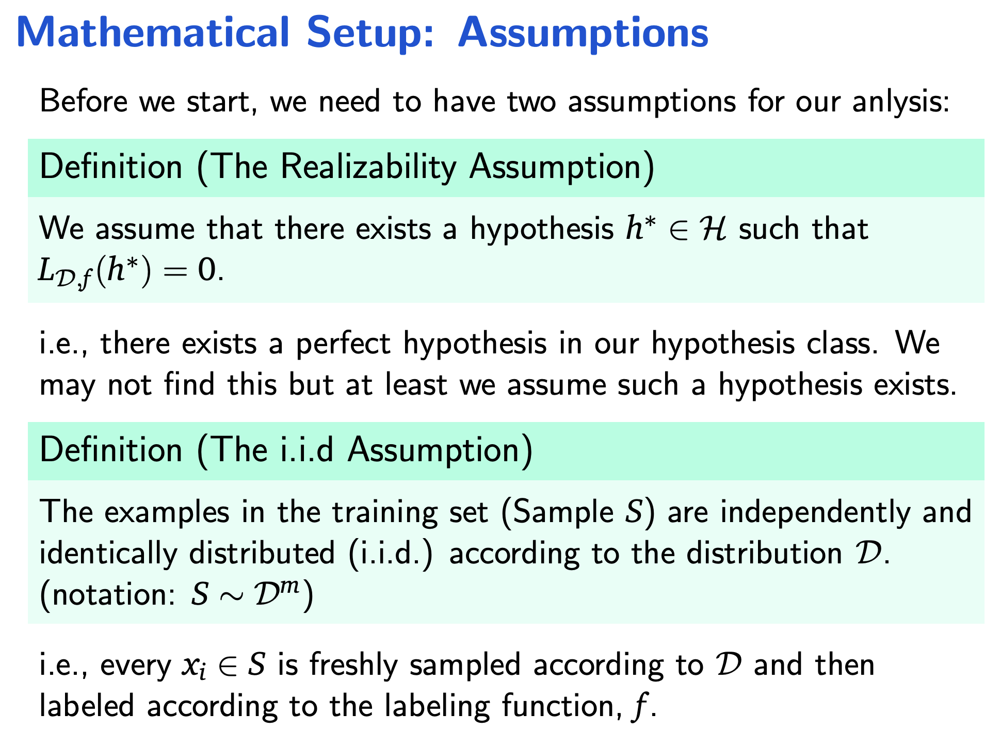 Mathematical Setup: Assumptions
Before we start, we need to have two assumptions for our anlysis:
Definition (The Realizability Assumption)
We assume that there exists a hypothesis $h^* \in \mathcal{H}$ such that
$L_{\mathcal{D},f}(h^*) = 0$.
i.e., there exists a perfect hypothesis in our hypothesis class. We
may not find this but at least we assume such a hypothesis exists.
Definition (The i.i.d Assumption)
The examples in the training set (Sample $S$) are independently and
identically distributed (i.i.d.) according to the distribution $\mathcal{D}$.
(notation: $S \sim \mathcal{D}^m$)
i.e., every $x_i \in S$ is freshly sampled according to $\mathcal{D}$ and then
labeled according to the labeling function, $f$.